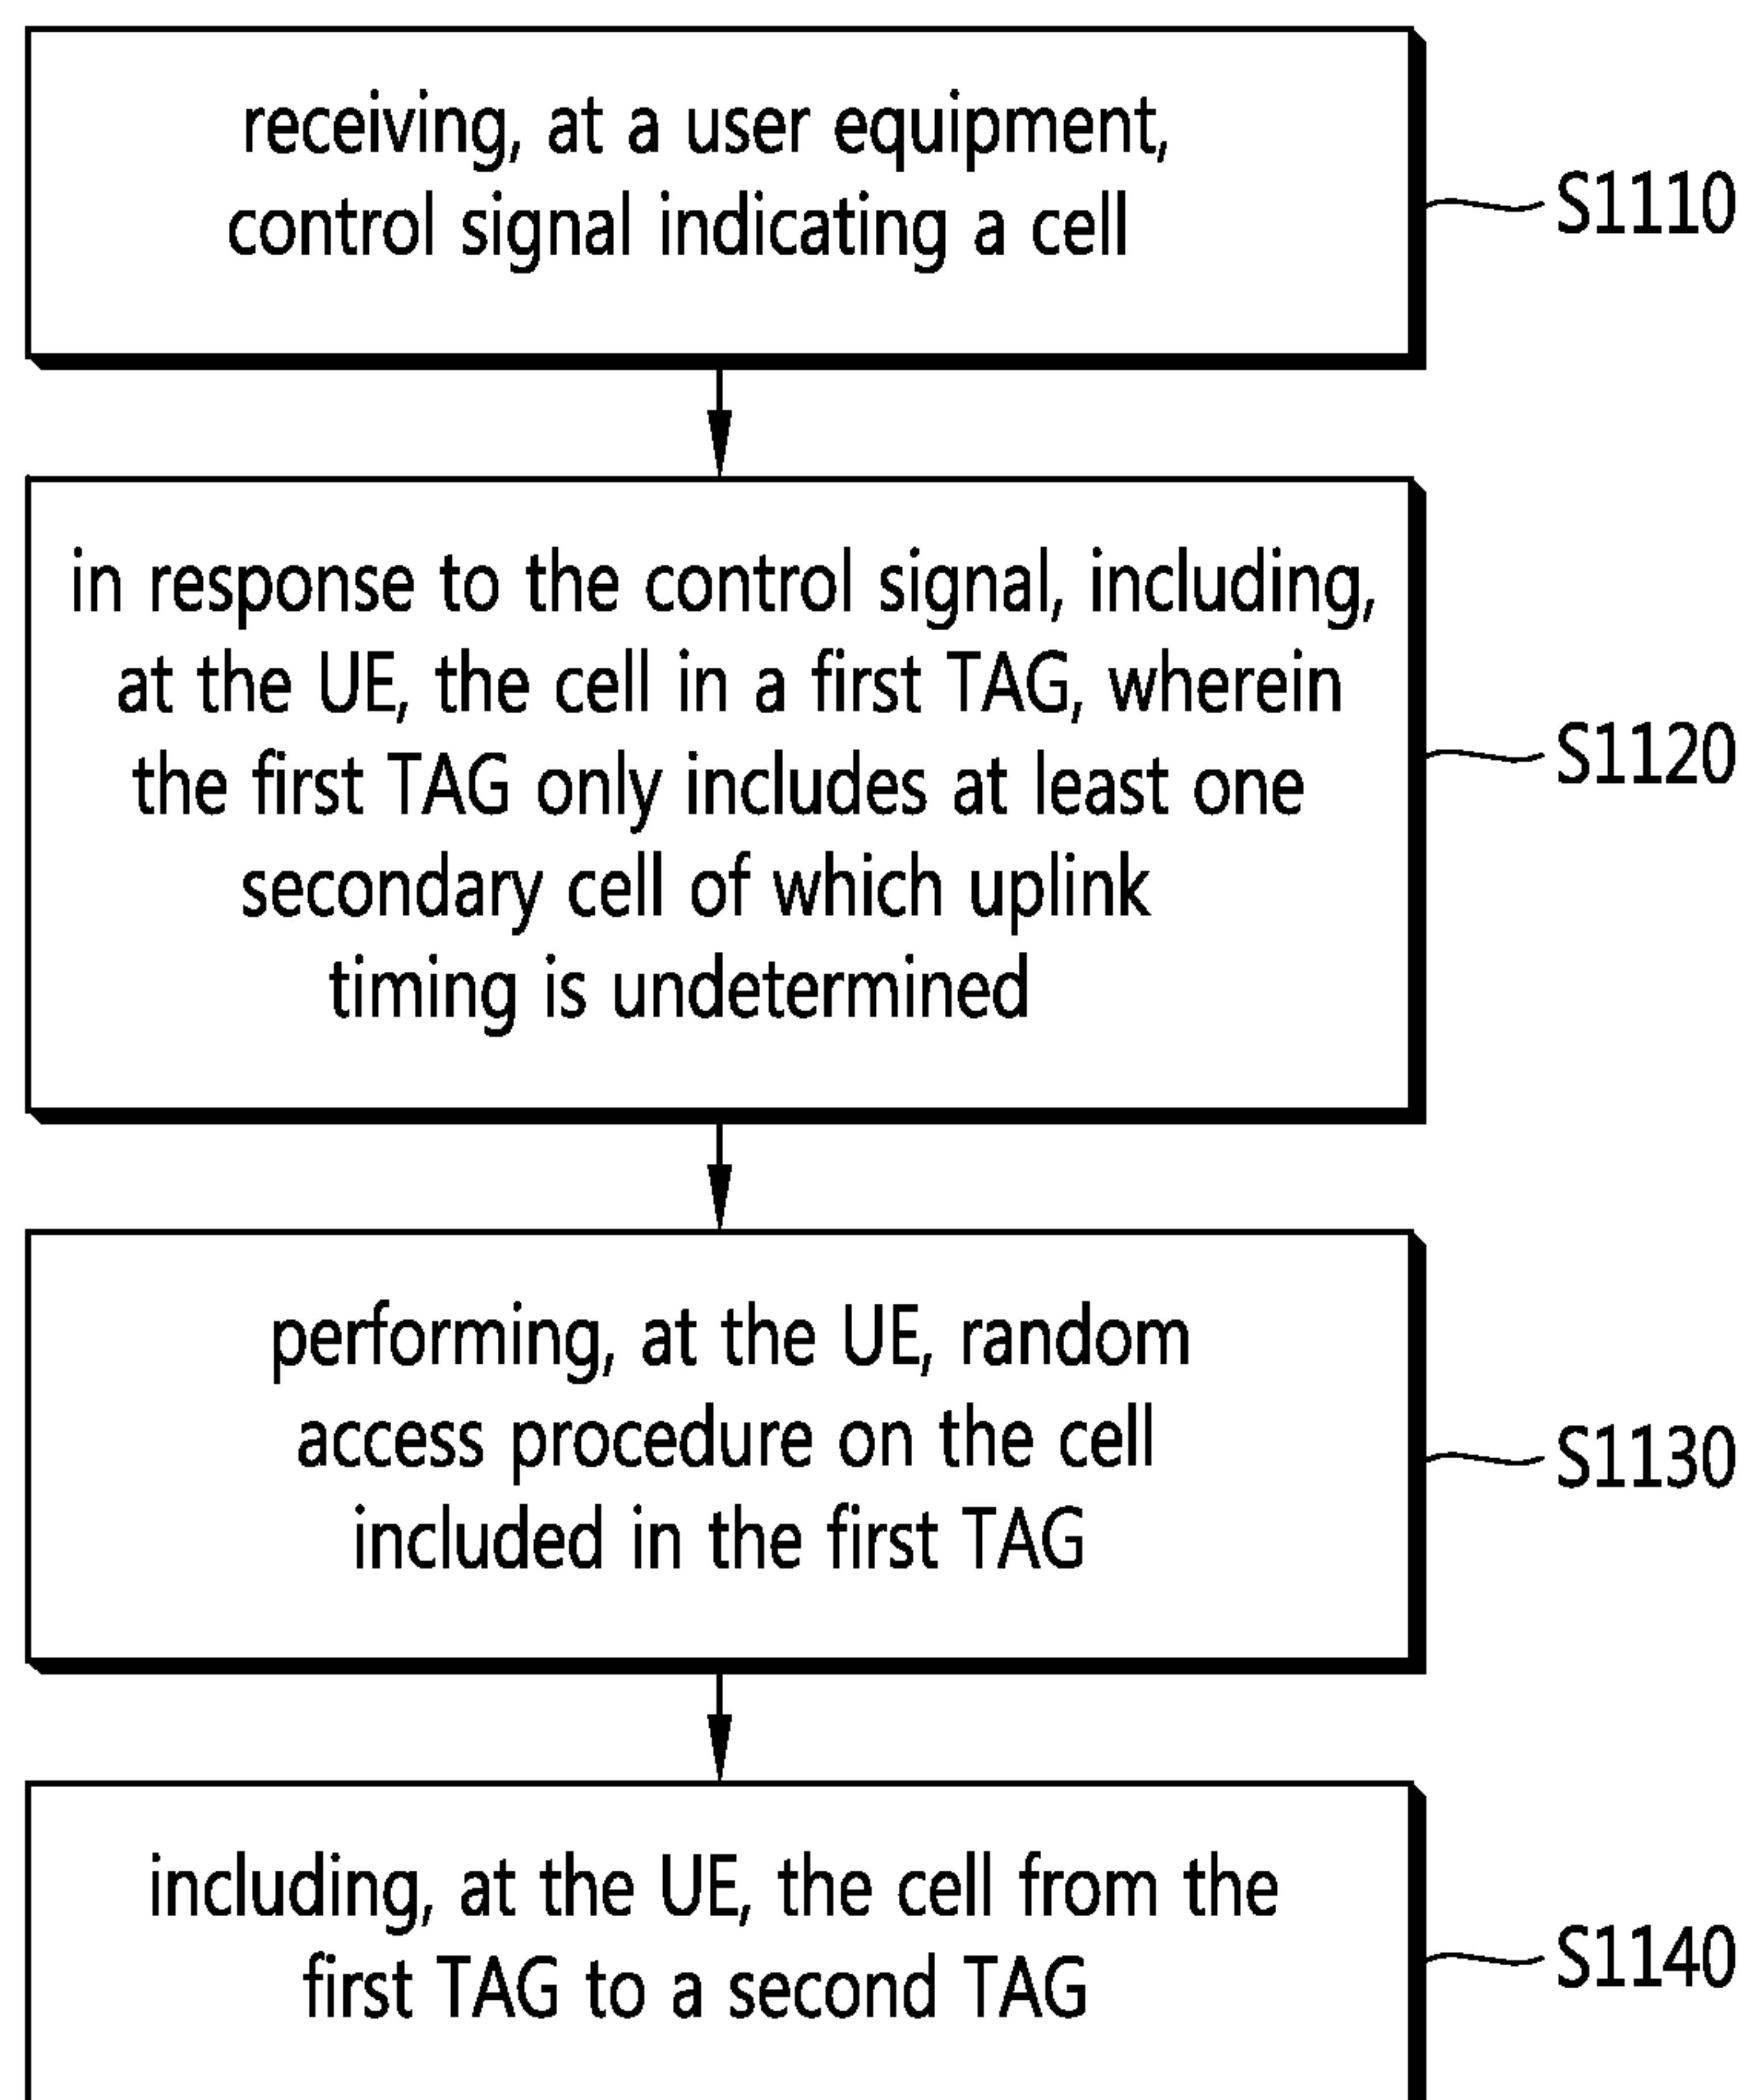 receiving, at a user equipment,
control signal indicating a cell
S1110
in response to the control signal, including,
at the UE, the cell in a first TAG, wherein
the first TAG only includes at least one
secondary cell of which uplink
timing is undetermined
S1120
performing, at the UE, random
access procedure on the cell
included in the first TAG
S1130
including, at the UE, the cell from the
first TAG to a second TAG
S1140